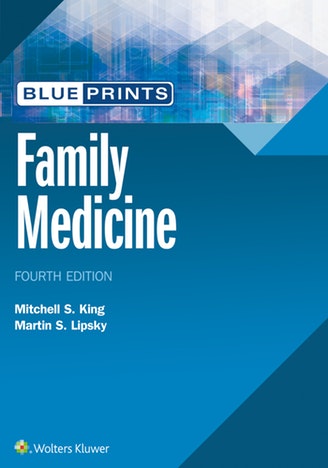 BLUEPRINTS
Family
Medicine
FOURTH EDITION
Mitchell S. King
Martin S. Lipsky
Wolters Kluwer